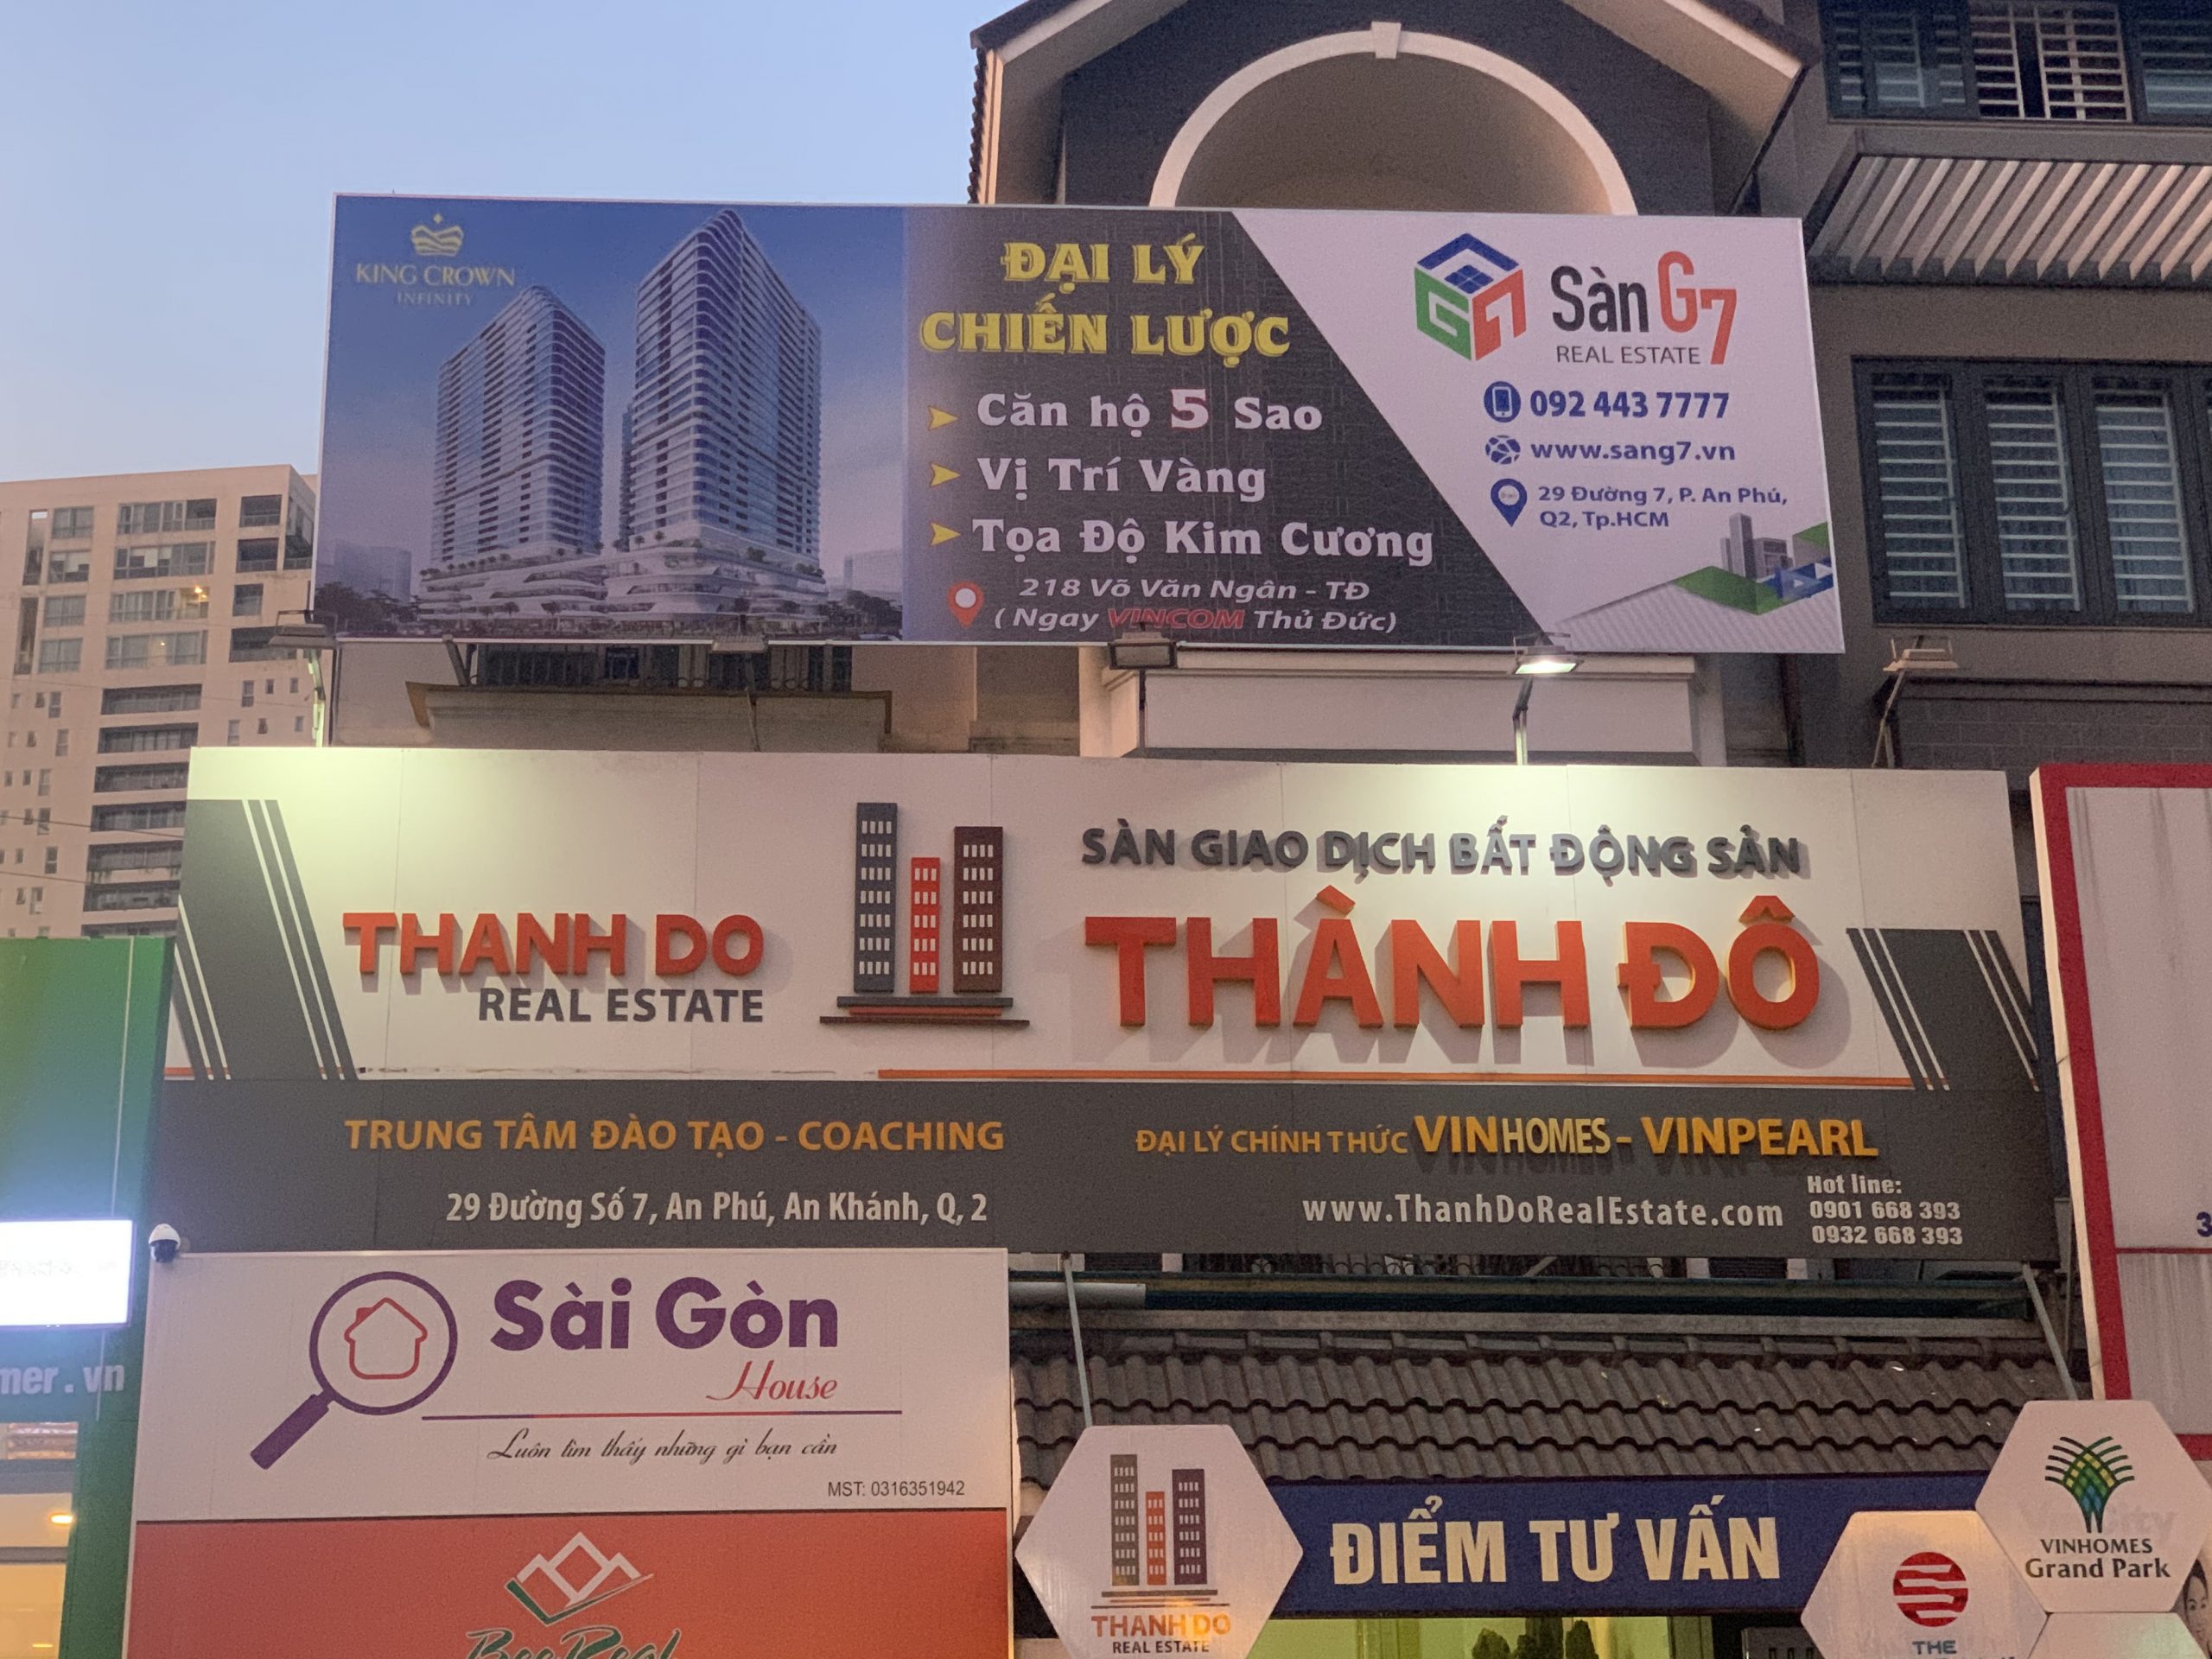 KING CROWN
INFINITY
ĐẠI LÝ
CHIẾN LƯỢC
Căn hộ 5 Sao
Vị Trí Vàng
Tọa Độ Kim Cương
218 Võ Văn Ngân - TĐ
( Ngay VINCOM Thủ Đức)
Sàn G7
REAL ESTATE
092 443 7777
www.sang7.vn
29 Đường 7, P. An Phú,
Q2, Tp.HCM
THANH DO
REAL ESTATE
SÀN GIAO DỊCH BẤT ĐỘNG SẢN
THÀNH ĐÔ
TRUNG TÂM ĐÀO TẠO - COACHING
29 Đường Số 7, An Phú, An Khánh, Q, 2
ĐẠI LÝ CHÍNH THỨC VINHOMES - VINPEARL
www.ThanhDoRealEstate.com
Hot line:
0901 668 393
0932 668 393
mer.vn
Sài Gòn
House
Luôn tìm thấy những gì bạn cần
MST: 0316351942
BeeReal
THANH DO
REAL ESTATE
ĐIỂM TƯ VẤN
THE
VINHOMES
Grand Park
3